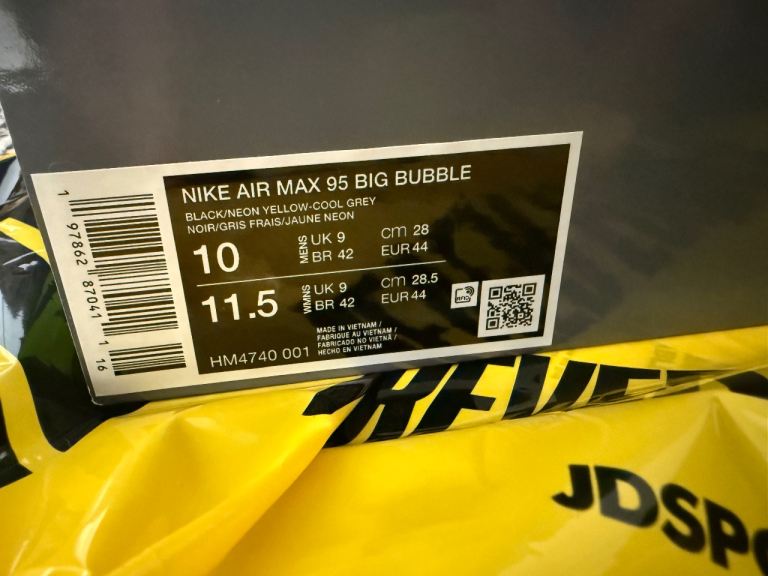 NIKE AIR MAX 95 BIG BUBBLE
BLACK/NEON YELLOW-COOL GREY
NOIR/GRIS FRAIS/JAUNE NEON
10 MENS UK 9 cm 28
BR 42 EUR 44
11.5 WMNS UK 9 cm 28.5
BR 42 EUR 44
MADE IN VIETNAM /
FABRIQUE AU VIETNAM /
FABRICADO NO VIETNÃ /
HECHO EN VIETNAM
HM4740 001
1 97862 87041 1 16
JDSPO